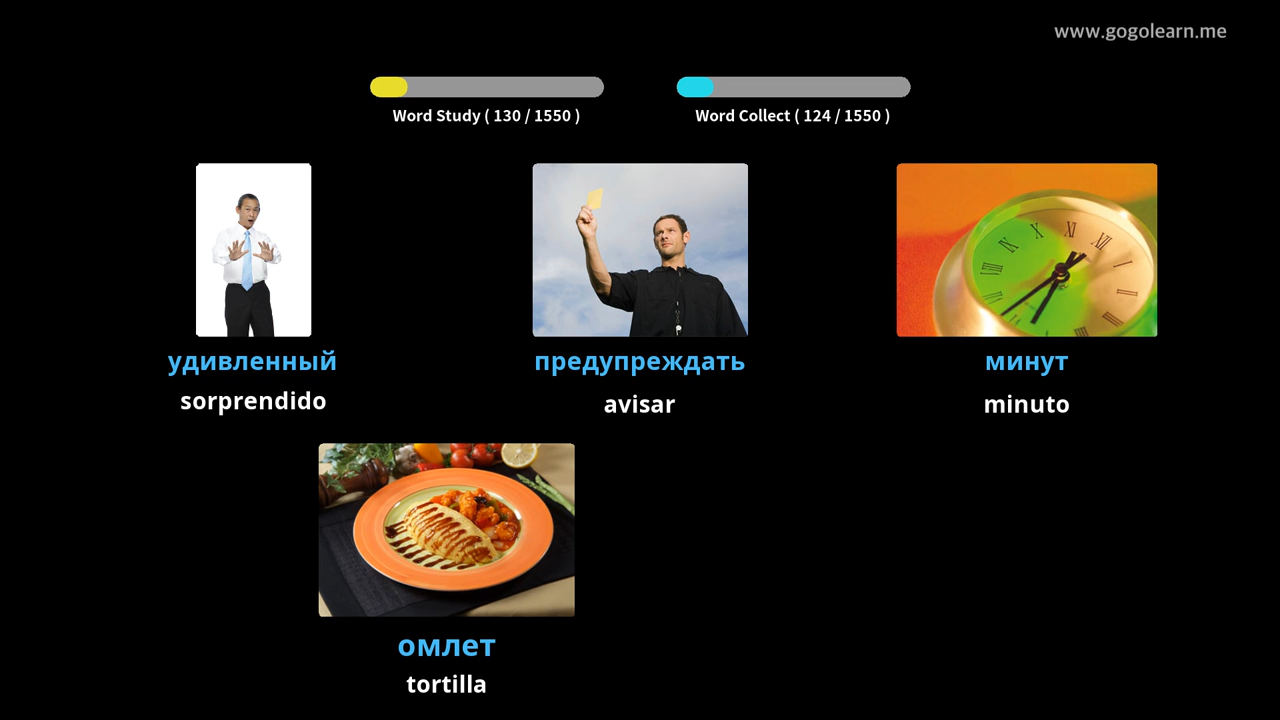 www.gogolearn.me
Word Study ( 130 / 1550 )
Word Collect ( 124 / 1550 )
удивленный
sorprendido
предупреждать
avisar
минут
minuto
омлет
tortilla